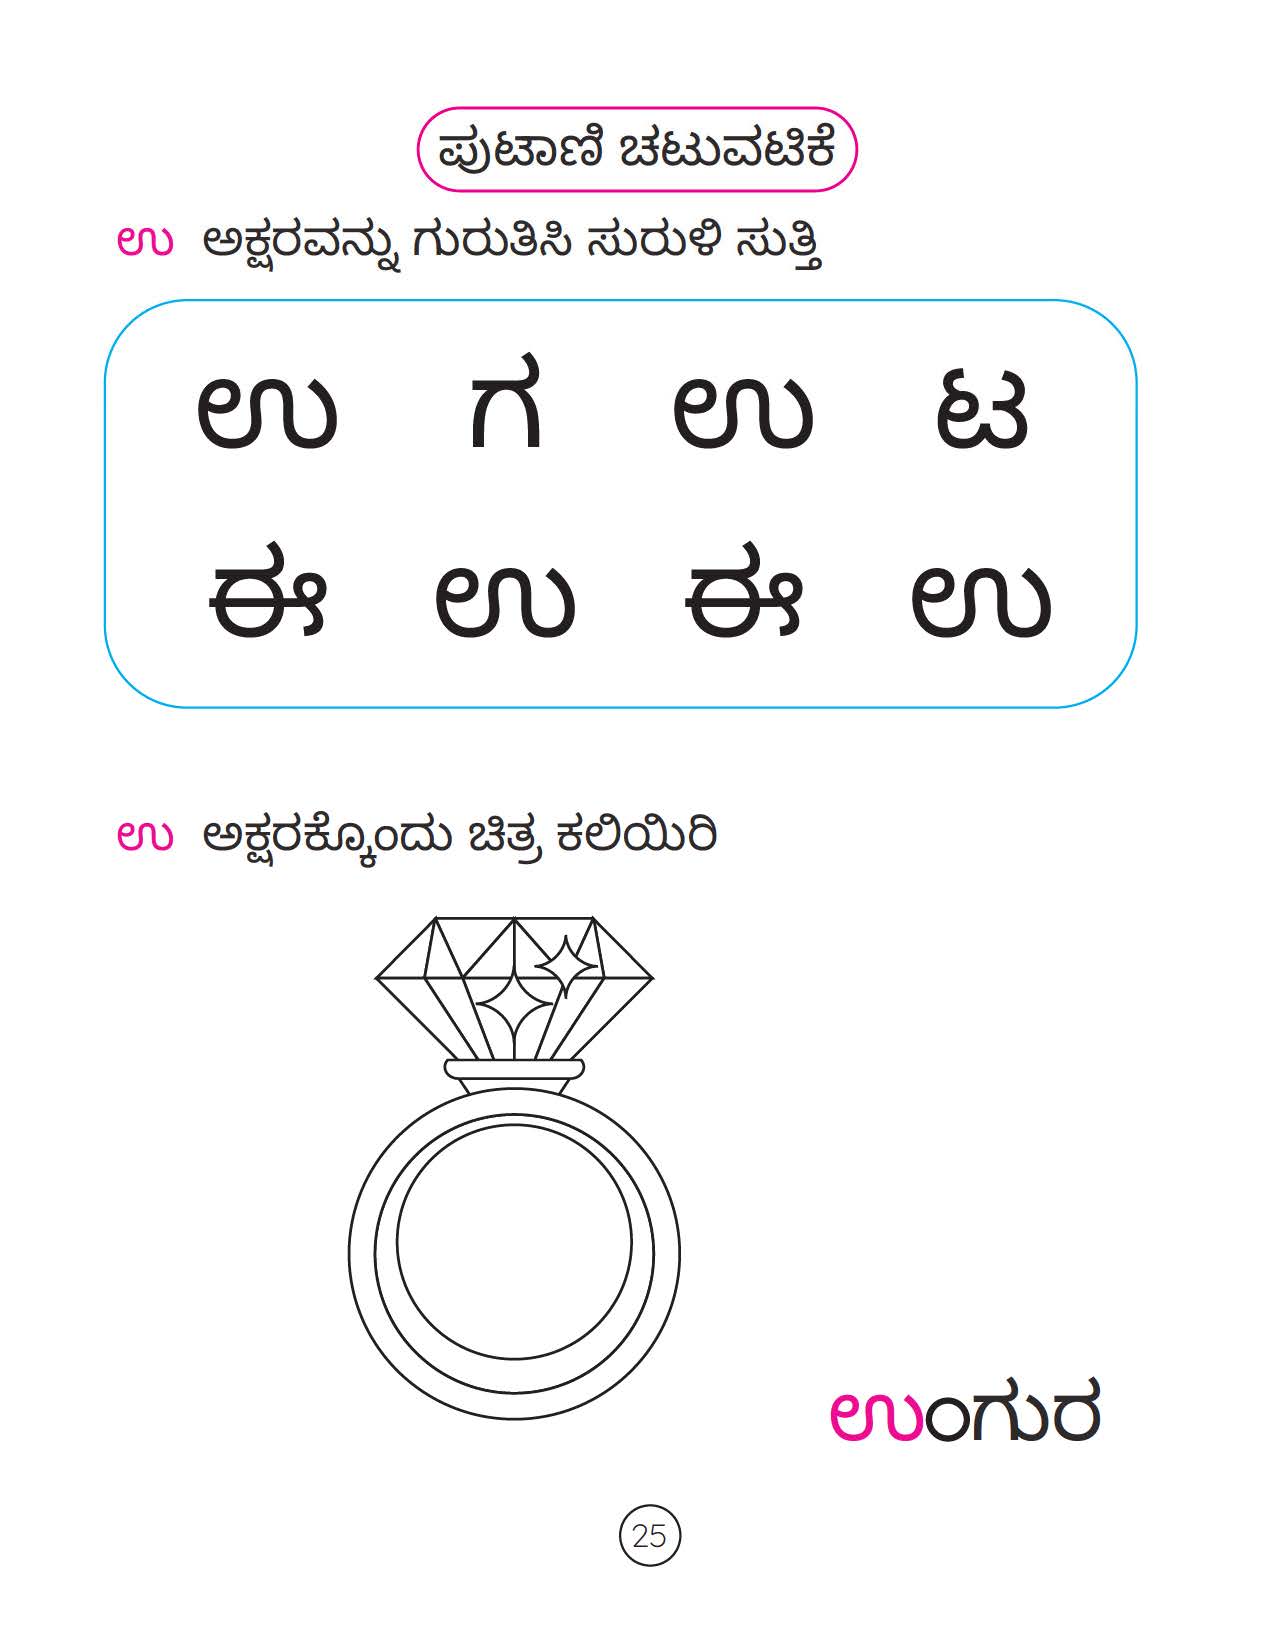 ಪುಟಾಣಿ ಚಟುವಟಿಕೆ
ಉ ಅಕ್ಷರವನ್ನು ಗುರುತಿಸಿ ಸುರುಳಿ ಸುತ್ತಿ
ಉ ಗ ಉ ಟ
ಈ ಉ ಈ ಉ
ಉ ಅಕ್ಷರಕ್ಕೊಂದು ಚಿತ್ರ ಕಲಿಯಿರಿ
ಉಂಗುರ
25